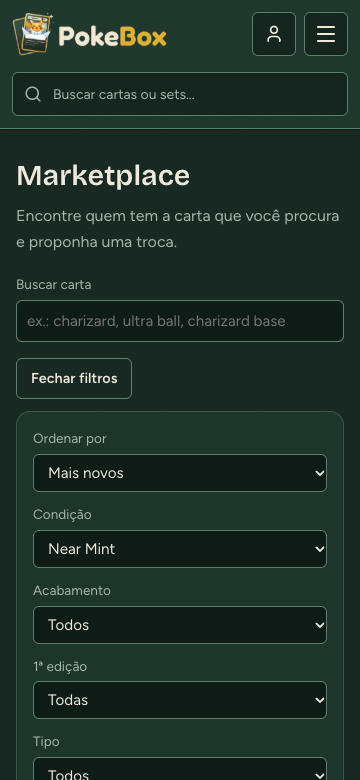 PokeBox
Buscar cartas ou sets...
Marketplace
Encontre quem tem a carta que você procura
e proponha uma troca.
Buscar carta
ex.: charizard, ultra ball, charizard base
Fechar filtros
Ordenar por
Mais novos
Condição
Near Mint
Acabamento
Todos
1ª edição
Todas
Tipo
Todos